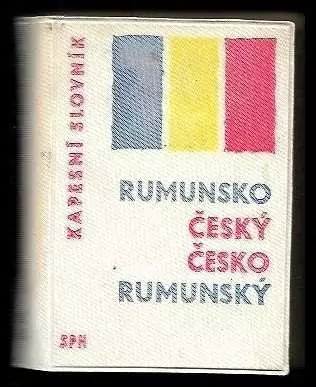 KAPESNÍ SLOVNÍK
SPN
RUMUNSKO
ČESKÝ
ČESKO
RUMUNSKÝ